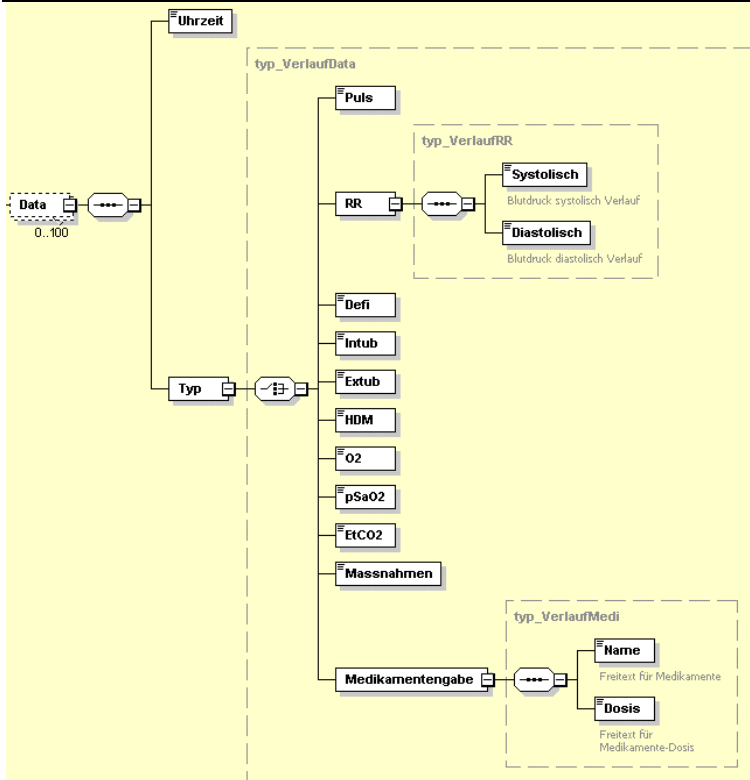 Uhrzeit
typ_VerlaufData
Puls
typ_VerlaufRR
Systolisch
Blutdruck systolisch Verlauf
Data
0..100
RR
Diastolisch
Blutdruck diastolisch Verlauf
Defi
Intub
Typ
Extub
HDM
O2
pSaO2
EtCO2
Massnahmen
typ_VerlaufMedi
Name
Freitext für Medikamente
Medikamentengabe
Dosis
Freitext für
Medikamente-Dosis